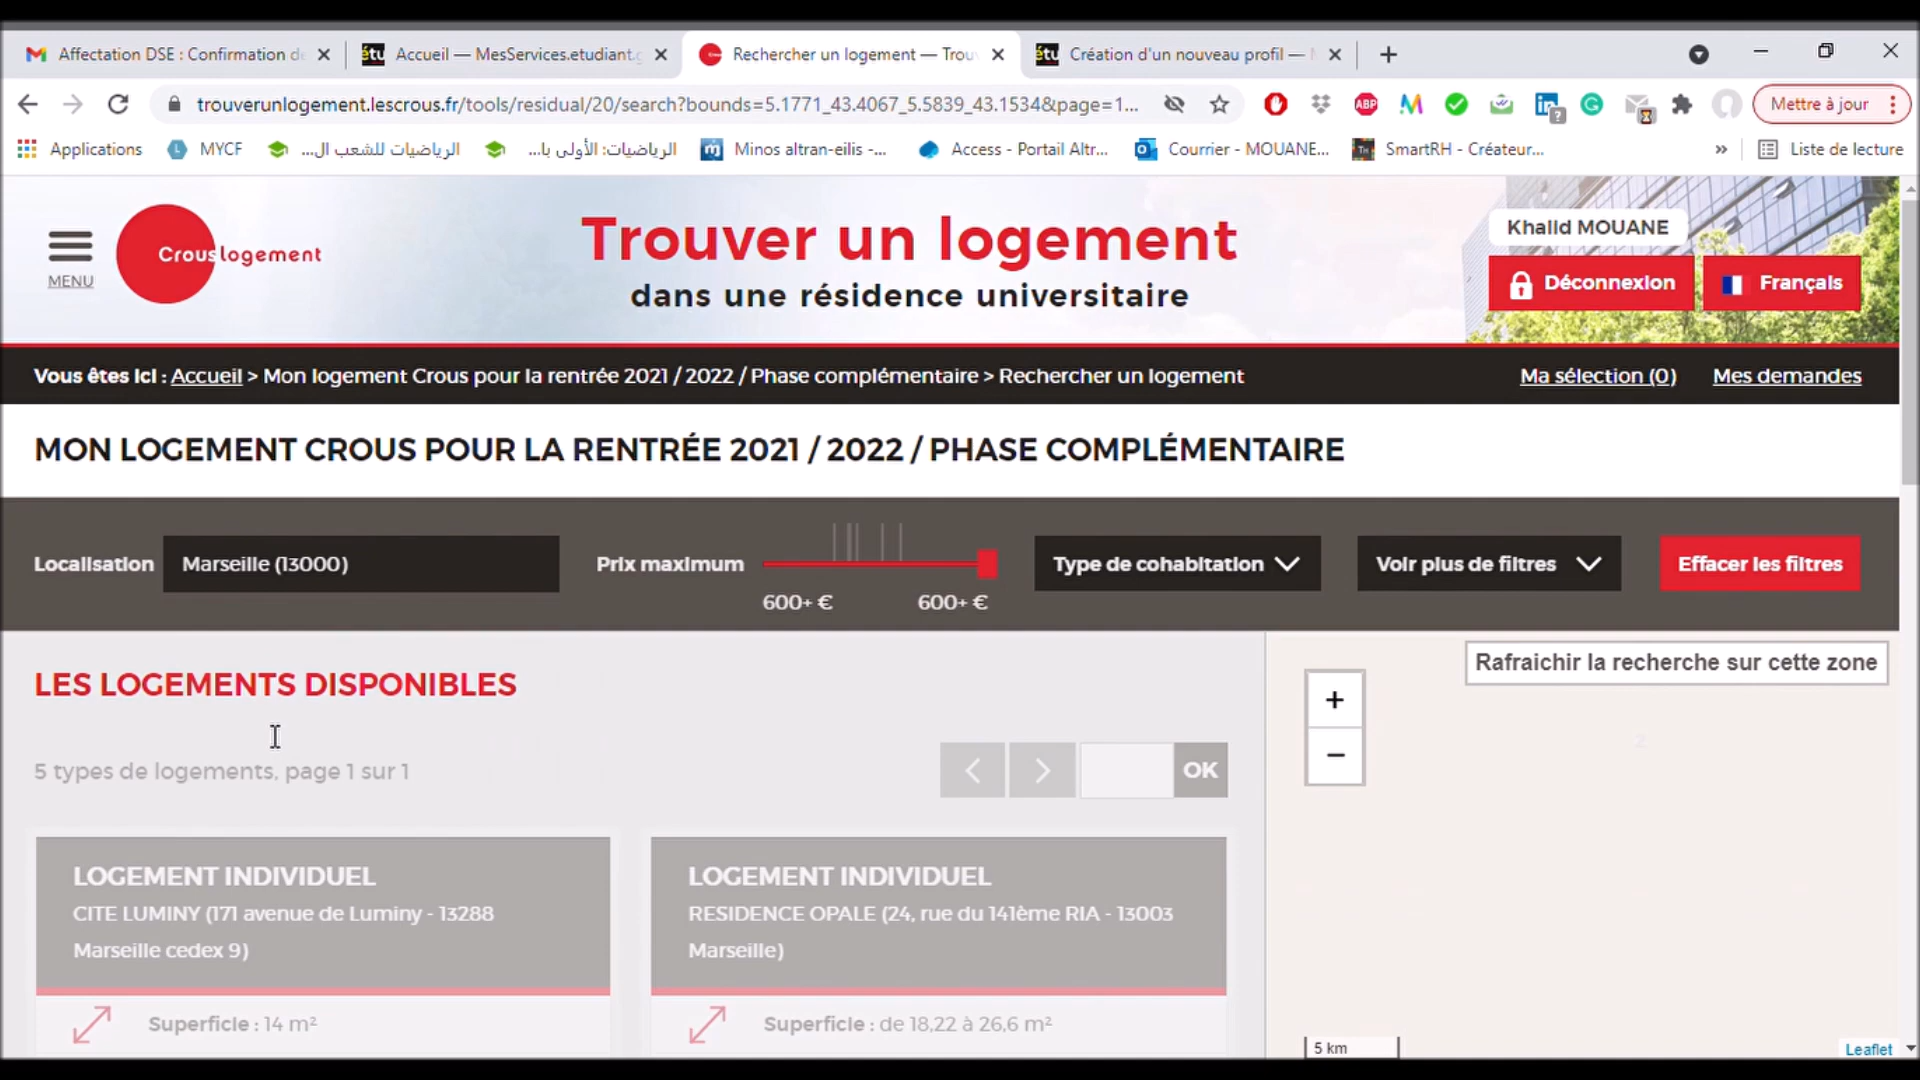 Affectation DSE : Confirmation de
Accueil — MesServices.etudiant.g
Rechercher un logement — Trouv
Création d'un nouveau profil —
trouverunlogement.lescrous.fr/tools/residual/20/search?bounds=5.1771_43.4067_5.5839_43.1534&page=1...
ABP
Mettre à jour
Applications
MYCF
الرياضيات للشعب ال...
الرياضيات: الأولى با...
Minos altran-eilis -...
Access - Portail Altr...
Courrier - MOUANE...
SmartRH - Créateur...
»
Liste de lecture
MENU
Crous logement
Trouver un logement
dans une résidence universitaire
Khalid MOUANE
Déconnexion
Français
Vous êtes ici : Accueil > Mon logement Crous pour la rentrée 2021 / 2022 / Phase complémentaire > Rechercher un logement
Ma sélection (0)
Mes demandes
MON LOGEMENT CROUS POUR LA RENTRÉE 2021 / 2022 / PHASE COMPLÉMENTAIRE
Localisation
Marseille (13000)
Prix maximum
600+ €
600+ €
Type de cohabitation
Voir plus de filtres
Effacer les filtres
LES LOGEMENTS DISPONIBLES
5 types de logements, page 1 sur 1
OK
LOGEMENT INDIVIDUEL
CITE LUMINY (171 avenue de Luminy - 13288
Marseille cedex 9)
Superficie : 14 m²
LOGEMENT INDIVIDUEL
RESIDENCE OPALE (24, rue du 141ème RIA - 13003
Marseille)
Superficie : de 18,22 à 26,6 m²
Rafraichir la recherche sur cette zone
+
−
2
5 km
Leaflet